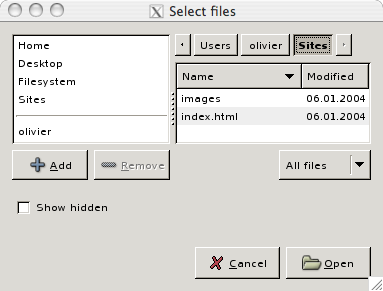 Select files
Home
Desktop
Filesystem
Sites
olivier
Users olivier Sites
Name Modified
images 06.01.2004
index.html 06.01.2004
Add Remove All files
Show hidden
Cancel Open